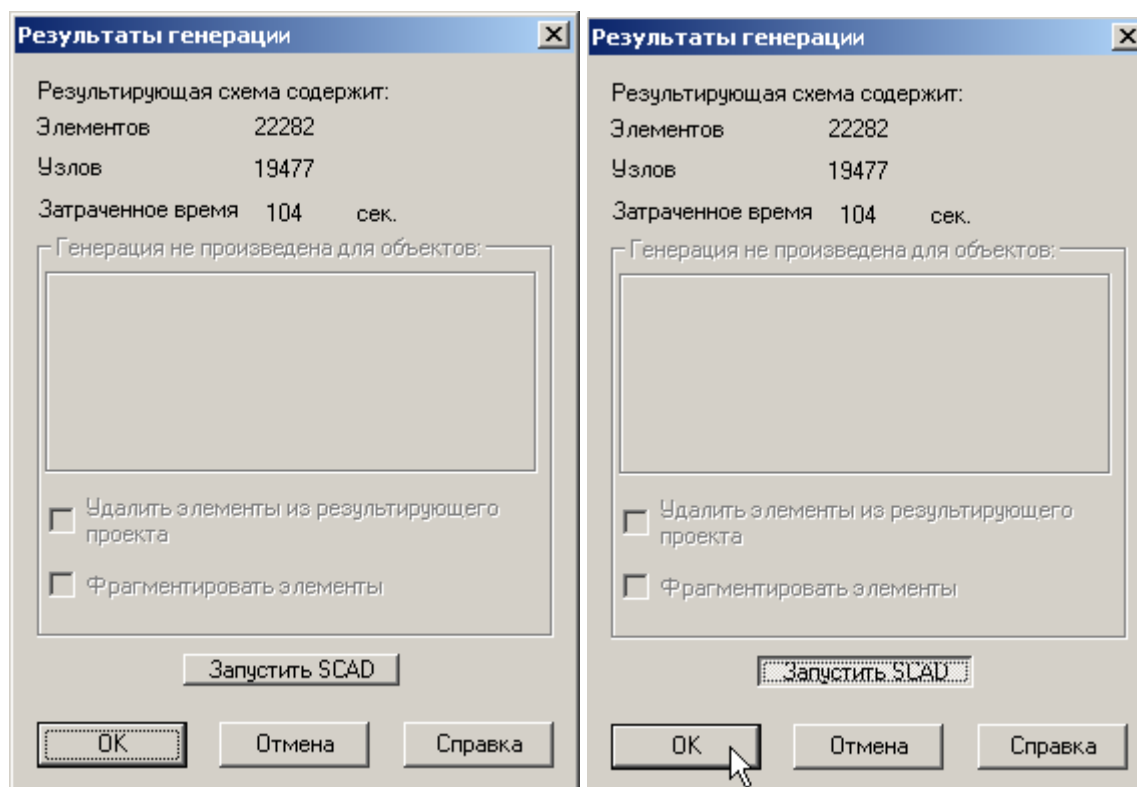 Результаты генерации
Результирующая схема содержит:
Элементов 22282
Узлов 19477
Затраченное время 104 сек.
Генерация не произведена для объектов:
Удалить элементы из результирующего
проекта
Фрагментировать элементы
Запустить SCAD
OK Отмена Справка
Результаты генерации
Результирующая схема содержит:
Элементов 22282
Узлов 19477
Затраченное время 104 сек.
Генерация не произведена для объектов:
Удалить элементы из результирующего
проекта
Фрагментировать элементы
Запустить SCAD
OK Отмена Справка